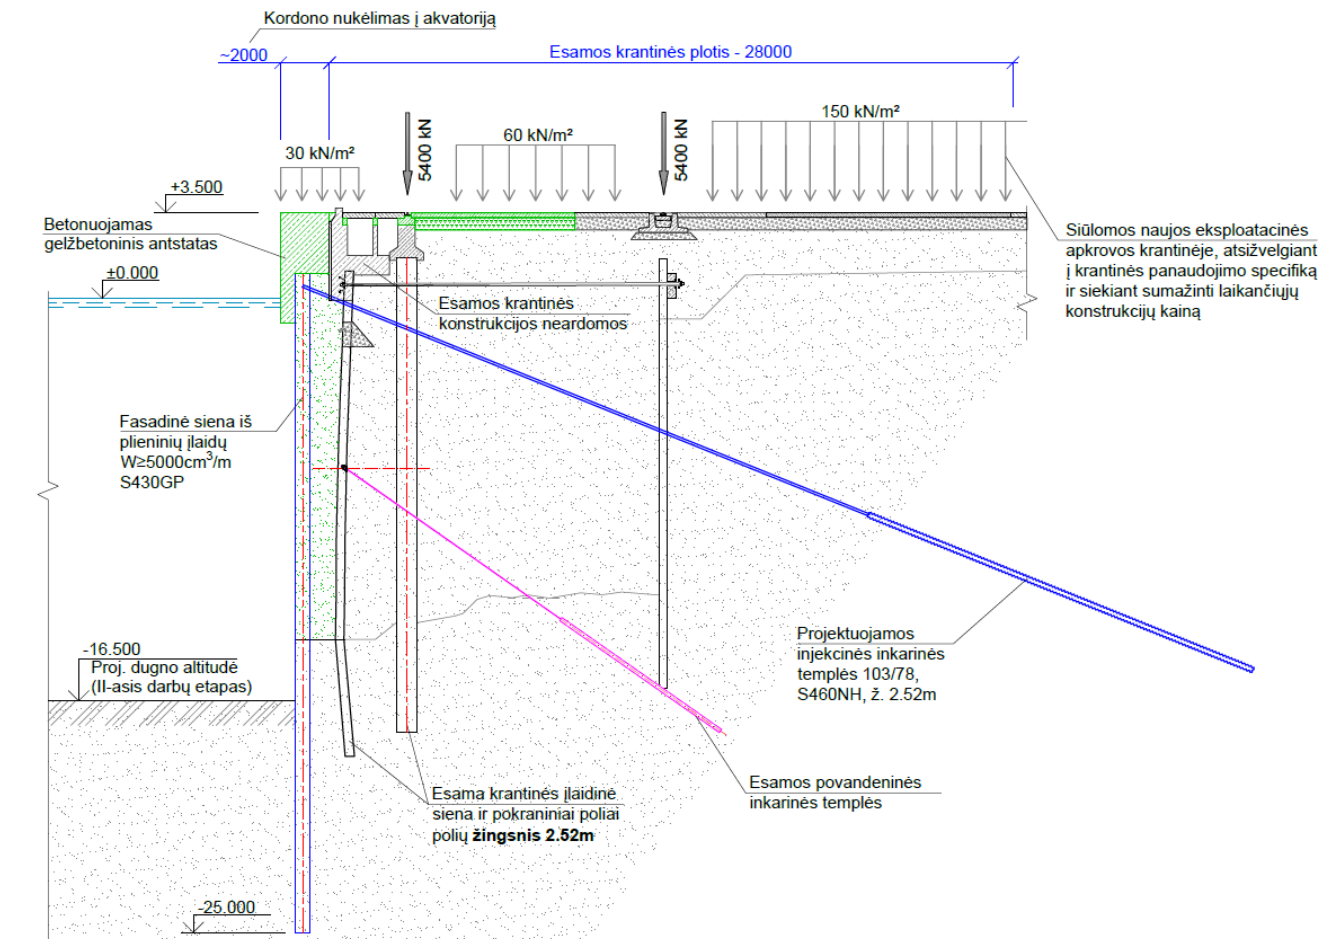 Kordono nukėlimas į akvatoriją
~2000
Esamos krantinės plotis - 28000
150 kN/m²
60 kN/m²
30 kN/m²
5400 kN
5400 kN
+3.500
Betonuojamas
gelžbetoninis antstatas
±0.000
Siūlomos naujos eksploatacinės
apkrovos krantinėje, atsižvelgiant
į krantinės panaudojimo specifiką
ir siekiant sumažinti laikančiųjų
konstrukcijų kainą
Esamos krantinės
konstrukcijos neardomos
Fasadinė siena iš
plieninių įlaidų
W≥5000cm³/m
S430GP
-16.500
Proj. dugno altitudė
(II-asis darbų etapas)
Projektuojamos
injekcinės inkarinės
templės 103/78,
S460NH, ž. 2.52m
Esamos povandeninės
inkarinės templės
Esama krantinės įlaidinė
siena ir pokraniniai poliai
polių žingsnis 2.52m
-25.000